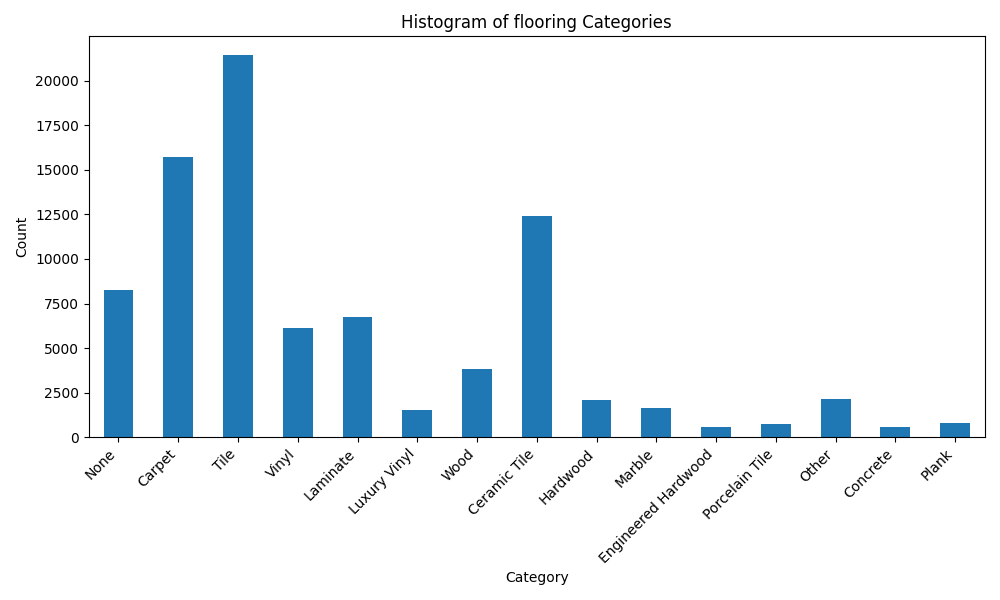 Histogram of flooring Categories
Count
20000
17500
15000
12500
10000
7500
5000
2500
0
None
Carpet
Tile
Vinyl
Laminate
Luxury Vinyl
Wood
Ceramic Tile
Hardwood
Marble
Engineered Hardwood
Porcelain Tile
Other
Concrete
Plank
Category